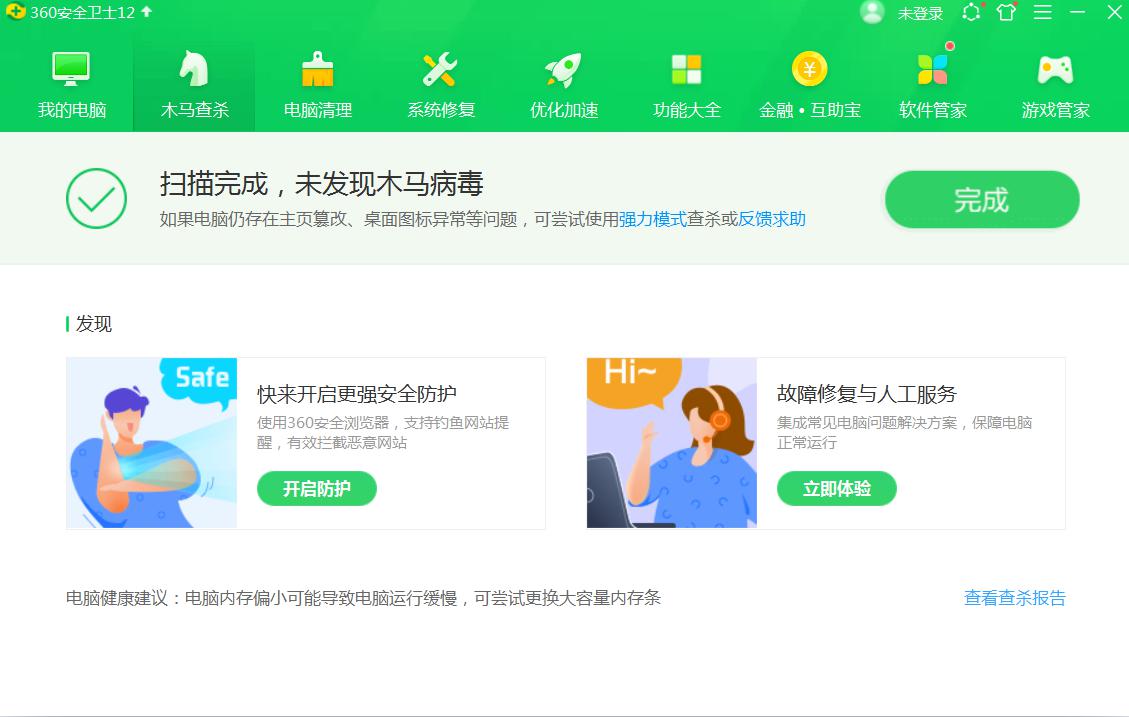 360安全卫士12
未登录
我的电脑
木马查杀
电脑清理
系统修复
优化加速
功能大全
金融•互助宝
软件管家
游戏管家
扫描完成，未发现木马病毒
如果电脑仍存在主页篡改、桌面图标异常等问题，可尝试使用强力模式查杀或反馈求助
完成
发现
Safe
快来开启更强安全防护
使用360安全浏览器，支持钓鱼网站提
醒，有效拦截恶意网站
开启防护
Hi~
故障修复与人工服务
集成常见电脑问题解决方案，保障电脑
正常运行
立即体验
电脑健康建议：电脑内存偏小可能导致电脑运行缓慢，可尝试更换大容量内存条
查看查杀报告